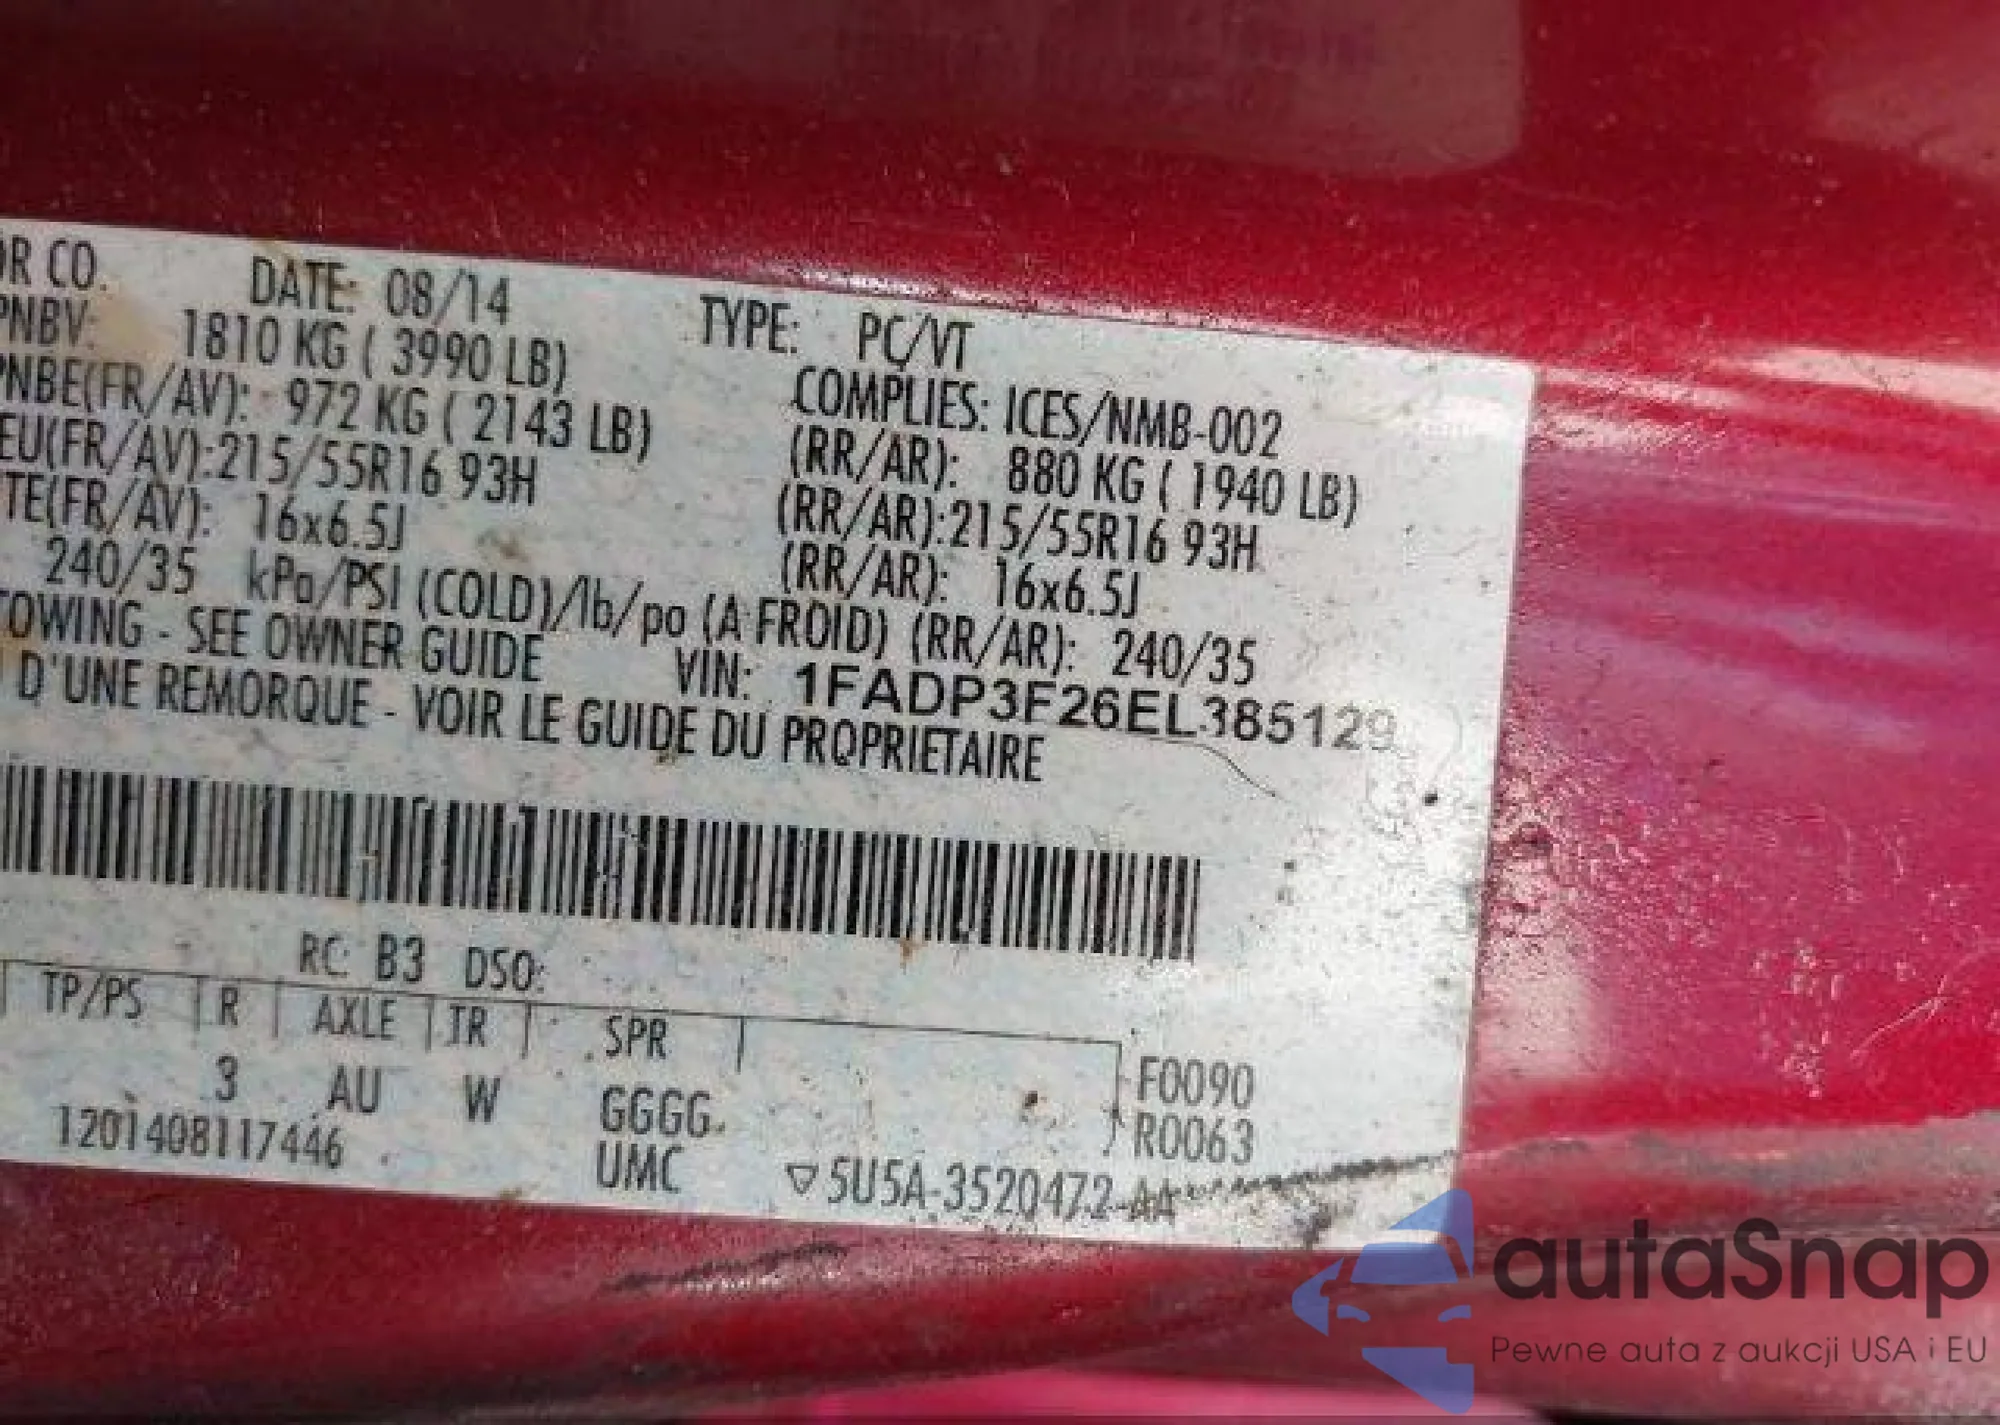 OR CO. DATE: 08/14 TYPE: PC/VT
PNBV: 1810 KG ( 3990 LB) COMPLIES: ICES/NMB-002
PNBE(FR/AV): 972 KG ( 2143 LB) (RR/AR): 880 KG ( 1940 LB)
EU(FR/AV):215/55R16 93H (RR/AR):215/55R16 93H
TE(FR/AV): 16x6.5J (RR/AR): 16x6.5J
240/35 kPa/PSI (COLD)/lb/po (A FROID) (RR/AR): 240/35
TOWING - SEE OWNER GUIDE VIN: 1FADP3F26EL385129
D'UNE REMORQUE - VOIR LE GUIDE DU PROPRIETAIRE
RC: B3 DSO:
TP/PS R AXLE TR SPR
3 AU W GGGG F0090
1201408117446 UMC R0063
5U5A-3520472-AA
autaSnap
Pewne auta z aukcji USA i EU